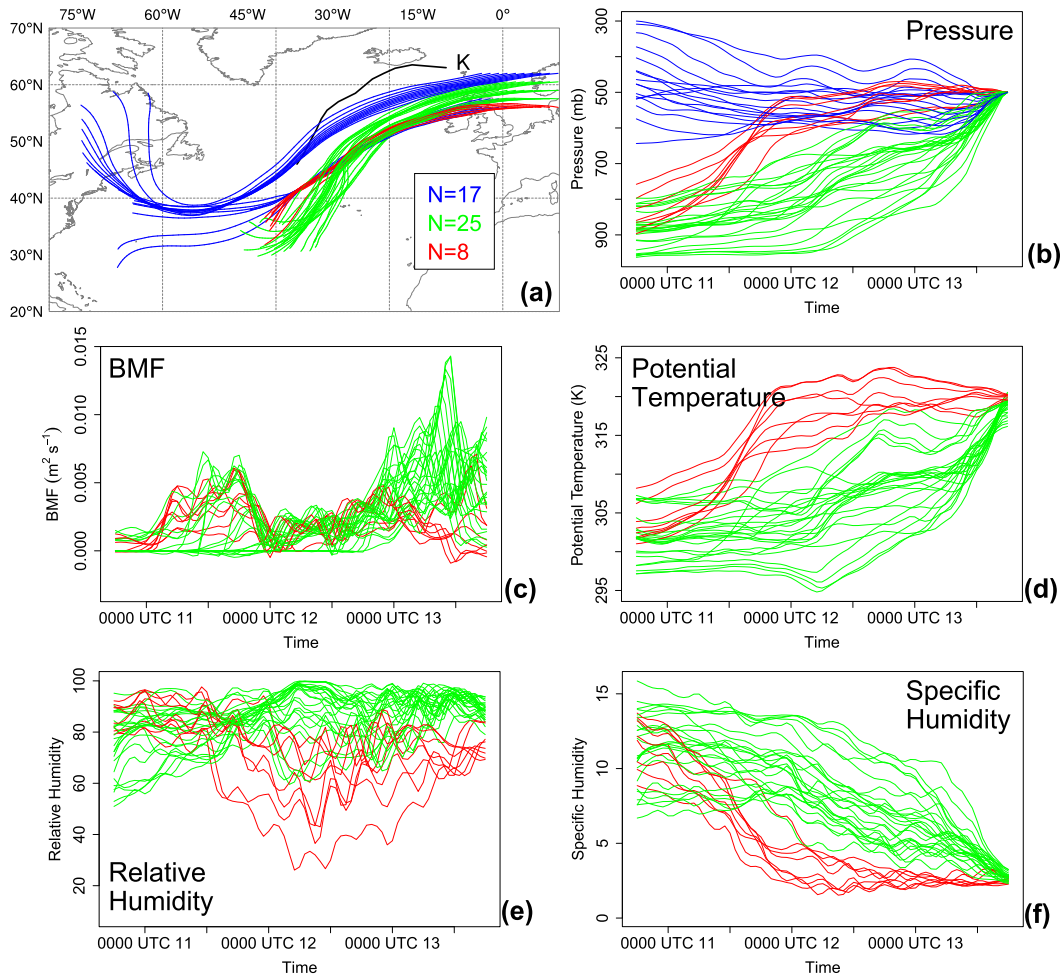 75°W 60°W 45°W 30°W 15°W 0°
70°N
60°N
50°N
40°N
30°N
20°N
K
N=17
N=25
N=8
(a)
Pressure
300
500
700
900
Pressure (mb)
0000 UTC 11 0000 UTC 12 0000 UTC 13
Time
(b)
BMF
0.015
0.010
0.005
0.000
BMF (m² s⁻¹)
0000 UTC 11 0000 UTC 12 0000 UTC 13
Time
(c)
Potential
Temperature
325
315
305
295
Potential Temperature (K)
0000 UTC 11 0000 UTC 12 0000 UTC 13
Time
(d)
100
80
60
40
20
Relative Humidity
Relative
Humidity
0000 UTC 11 0000 UTC 12 0000 UTC 13
Time
(e)
Specific
Humidity
15
10
5
0
Specific Humidity
0000 UTC 11 0000 UTC 12 0000 UTC 13
Time
(f)